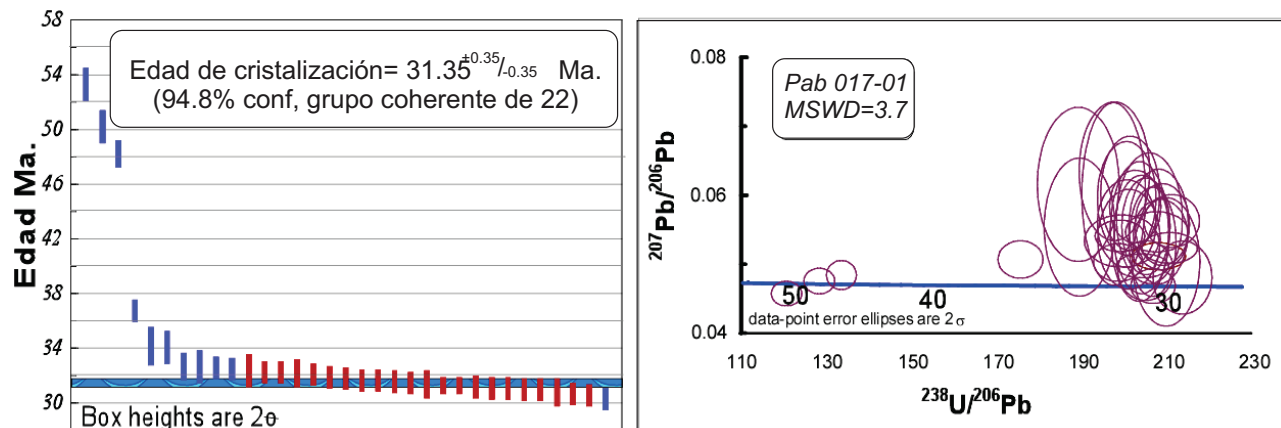 58
54
50
46
42
38
34
30
Edad Ma.
Edad de cristalización= 31.35 ±0.35/-0.35 Ma.
(94.8% conf, grupo coherente de 22)
Box heights are 2σ
0.08
0.06
0.04
207Pb/206Pb
Pab 017-01
MSWD=3.7
50
40
30
data-point error ellipses are 2σ
110 130 150 170 190 210 230
238U/206Pb